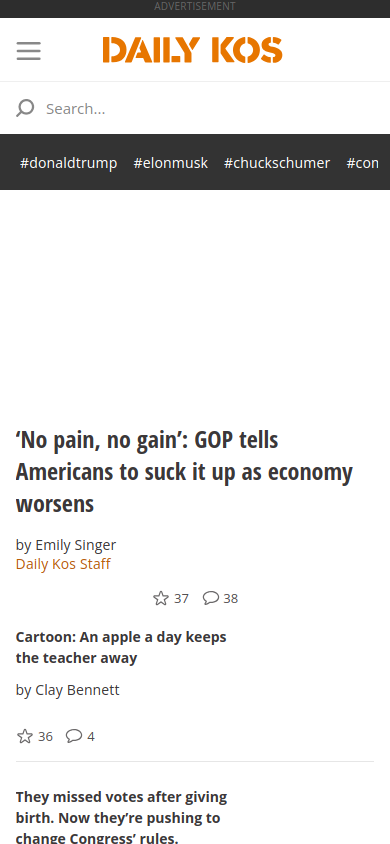 ADVERTISEMENT
DAILY KOS
Search...
#donaldtrump #elonmusk #chuckschumer
‘No pain, no gain’: GOP tells
Americans to suck it up as economy
worsens
by Emily Singer
Daily Kos Staff
37 38
Cartoon: An apple a day keeps
the teacher away
by Clay Bennett
36 4
They missed votes after giving
birth. Now they’re pushing to
change Congress’ rules.